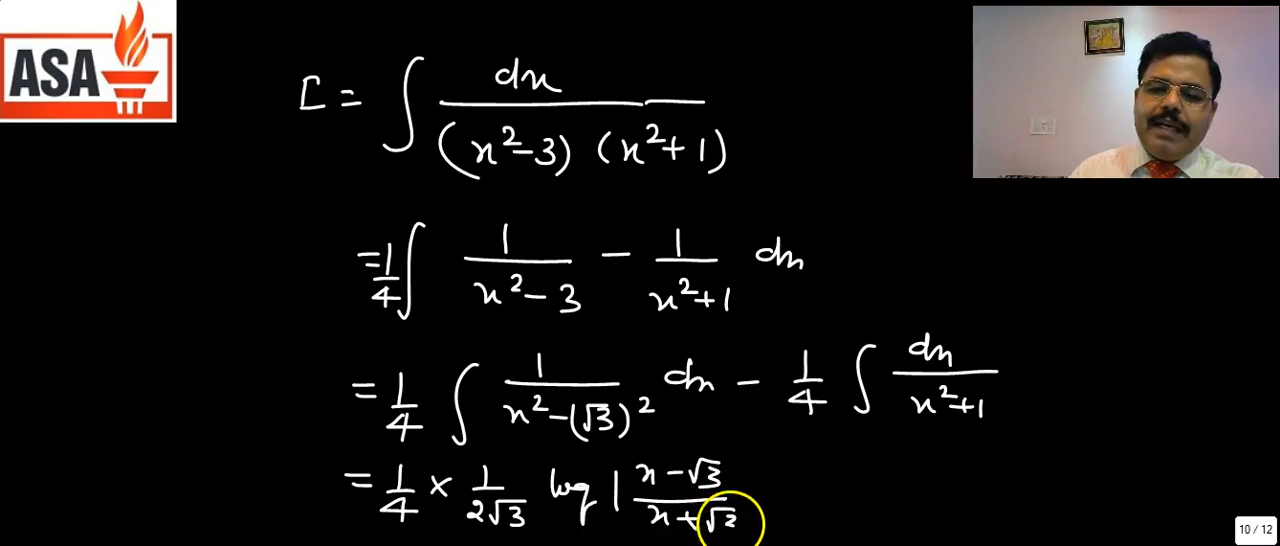 ASA
I = ∫ dx / (x²-3) (x²+1)
= 1/4 ∫ 1/(x²-3) - 1/(x²+1) dx
= 1/4 ∫ 1/(x²-(√3)²) dx - 1/4 ∫ dx/(x²+1)
= 1/4 × 1/2√3 log | x-√3 / x+√3
10 / 12